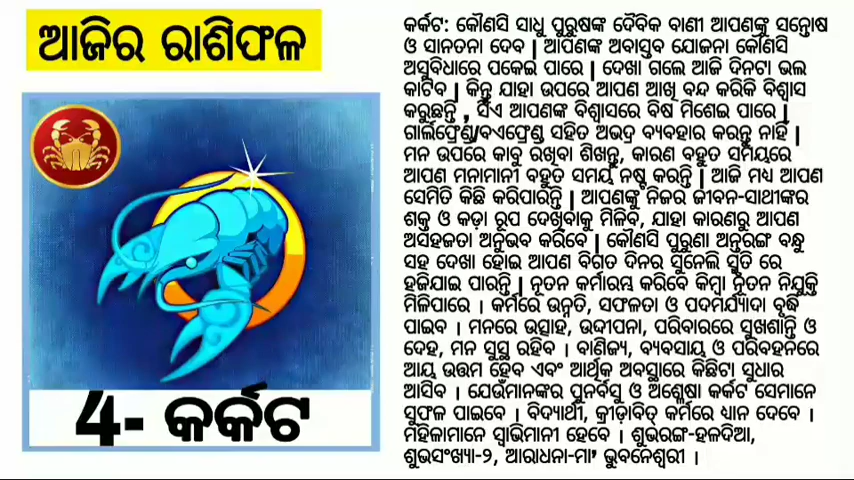 ଆଜିର ରାଶିଫଳ
4- କର୍କଟ
କର୍କଟ: କୌଣସି ସାଧୁ ପୁରୁଷଙ୍କ ଦୈବିକ ବାଣୀ ଆପଣଙ୍କୁ ସନ୍ତୋଷ
ଓ ସାନତନା ଦେବ | ଆପଣଙ୍କ ଅବାସ୍ତବ ଯୋଜନା କୌଣସି
ଅସୁବିଧାରେ ପକେଇ ପାରେ | ଦେଖା ଗଲେ ଆଜି ଦିନଟା ଭଲ
କାଟିବ | କିନ୍ତୁ ଯାହା ଉପରେ ଆପଣ ଆଖି ବନ୍ଦ କରିକି ବିଶ୍ୱାସ
କରୁଛନ୍ତି , ସିଏ ଆପଣଙ୍କ ବିଶ୍ୱାସରେ ବିଷ ମିଶେଇ ପାରେ |
ଗାର୍ଲଫ୍ରେଣ୍ଡ/ବଏଫ୍ରେଣ୍ଡ ସହିତ ଅଭଦ୍ର ବ୍ୟବହାର କରନ୍ତୁ ନାହିଁ |
ମନ ଉପରେ କାବୁ ରଖିବା ଶିଖନ୍ତୁ, କାରଣ ବହୁତ ସମୟରେ
ଆପଣ ମନାମାନୀ ବହୁତ ସମୟ ନଷ୍ଟ କରନ୍ତି | ଆଜି ମଧ୍ୟ ଆପଣ
ସେମିତି କିଛି କରିପାରନ୍ତି | ଆପଣଙ୍କୁ ନିଜର ଜୀବନ-ସାଥୀଙ୍କର
ଶକ୍ତ ଓ କଡ଼ା ରୂପ ଦେଖିବାକୁ ମିଳିବ, ଯାହା କାରଣରୁ ଆପଣ
ଅସହଜତା ଅନୁଭବ କରିବେ | କୌଣସି ପୁରୁଣା ଅନ୍ତରଙ୍ଗ ବନ୍ଧୁ
ସହ ଦେଖା ହୋଇ ଆପଣ ବିଗତ ଦିନର ସୁନେଲି ସ୍ମୃତି ରେ
ହଜିଯାଇ ପାରନ୍ତି | ନୂତନ କର୍ମାରମ୍ଭ କରିବେ କିମ୍ବା ନୂତନ ନିଯୁକ୍ତି
ମିଳିପାରେ । କର୍ମରେ ଉନ୍ନତି, ସଫଳତା ଓ ପଦମର୍ଯ୍ୟାଦା ବୃଦ୍ଧି
ପାଇବ । ମନରେ ଉତ୍ସାହ, ଉଦ୍ଦୀପନା, ପରିବାରରେ ସୁଖଶାନ୍ତି ଓ
ଦେହ, ମନ ସୁସ୍ଥ ରହିବ । ବାଣିଜ୍ୟ, ବ୍ୟବସାୟ ଓ ପରିବହନରେ
ଆୟ ଉତ୍ତମ ହେବ ଏବଂ ଆର୍ଥିକ ଅବସ୍ଥାରେ କିଛିଟା ସୁଧାର
ଆସିବ । ଯେଉଁମାନଙ୍କର ପୁନର୍ବସୁ ଓ ଅଶ୍ଳେଷା କର୍କଟ ସେମାନେ
ସୁଫଳ ପାଇବେ । ବିଦ୍ୟାର୍ଥୀ, କ୍ରୀଡ଼ାବିତ୍ କର୍ମରେ ଧ୍ୟାନ ଦେବେ ।
ମହିଳାମାନେ ସ୍ୱାଭିମାନୀ ହେବେ । ଶୁଭରଙ୍ଗ-ହଳଦିଆ,
ଶୁଭସଂଖ୍ୟା-୨, ଆରାଧନା-ମା’ ଭୁବନେଶ୍ୱରୀ ।